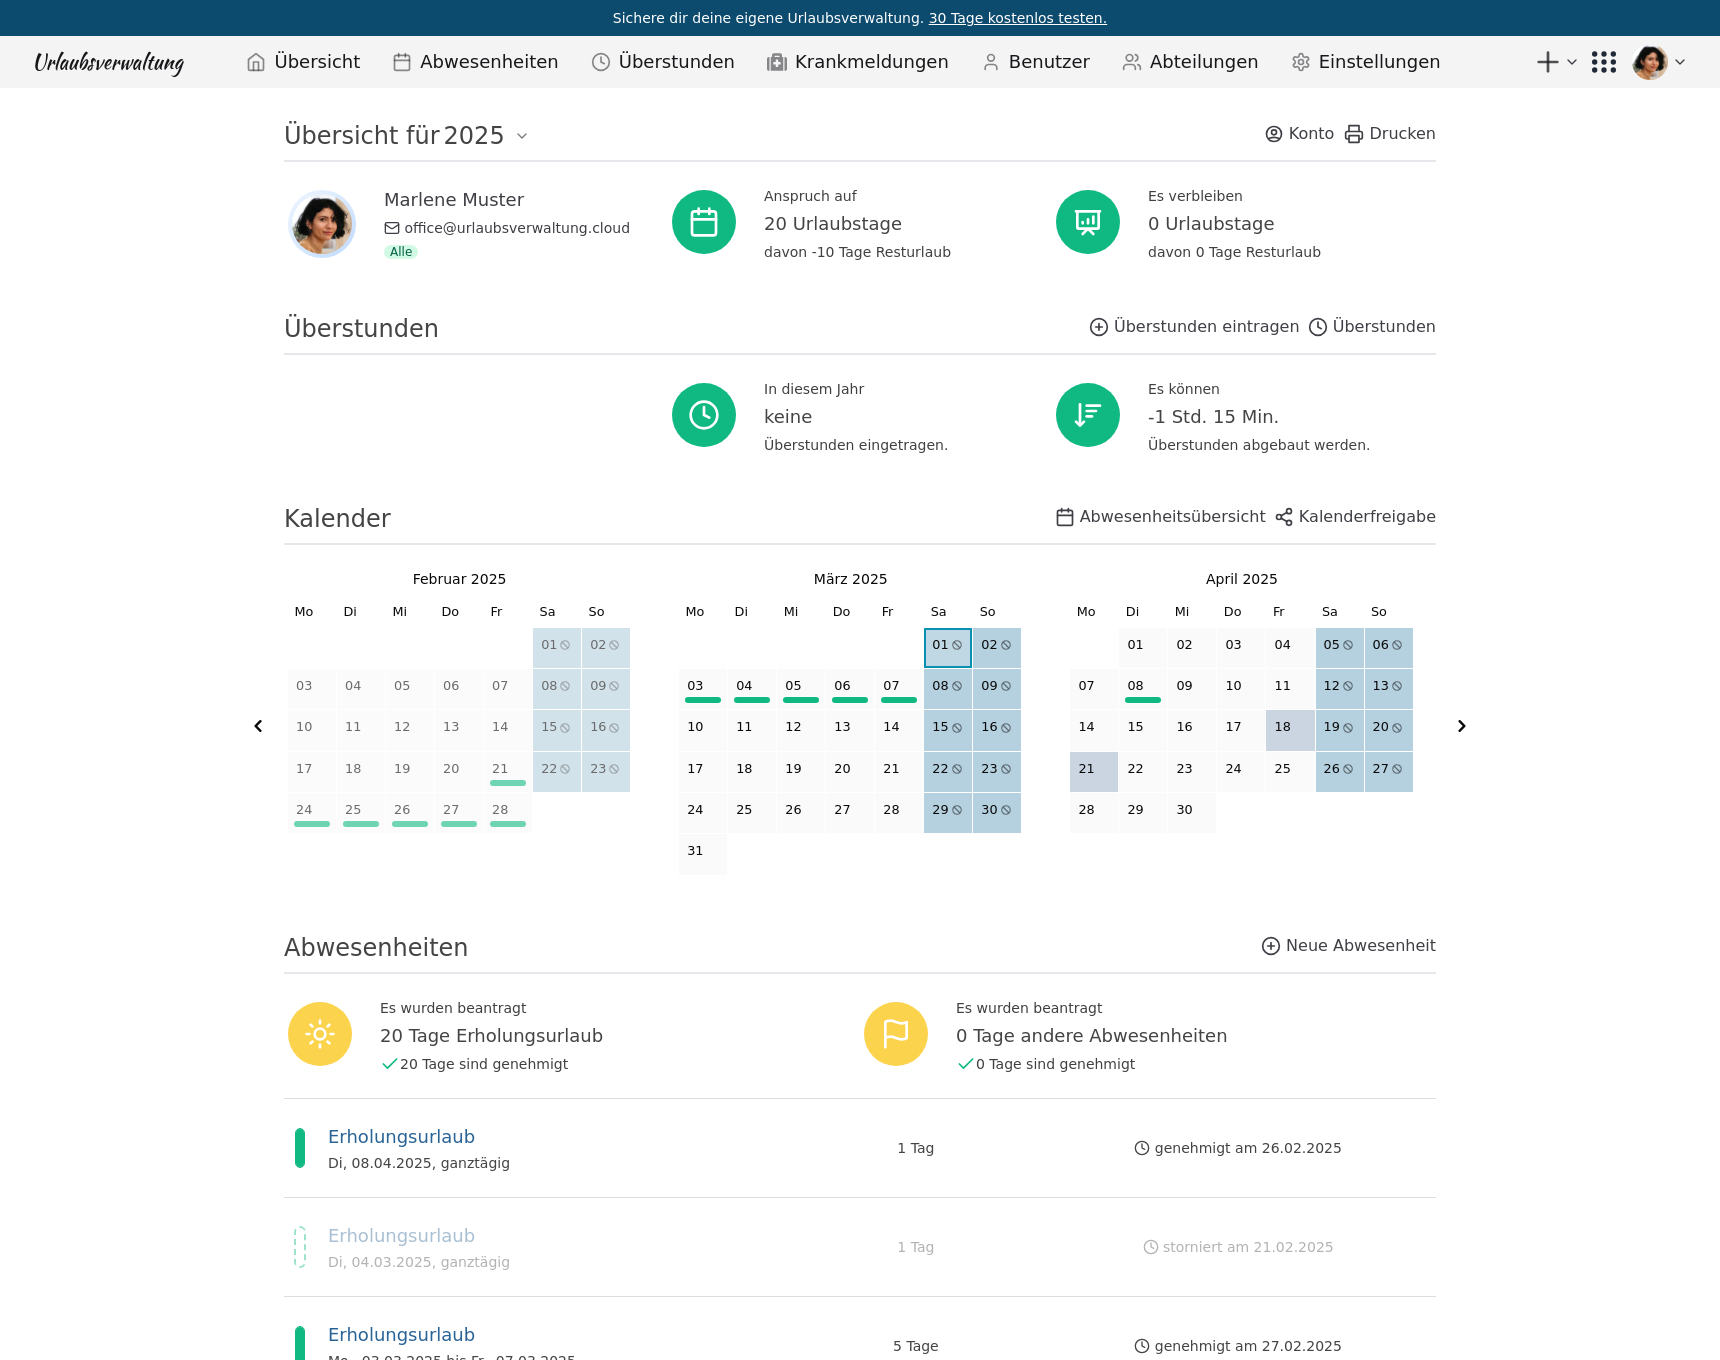 Sichere dir deine eigene Urlaubsverwaltung. 30 Tage kostenlos testen.
Urlaubsverwaltung Übersicht Abwesenheiten Überstunden Krankmeldungen Benutzer Abteilungen Einstellungen
Übersicht für 2025 Konto Drucken
Marlene Muster
office@urlaubsverwaltung.cloud
Alle
Anspruch auf
20 Urlaubstage
davon -10 Tage Resturlaub
Es verbleiben
0 Urlaubstage
davon 0 Tage Resturlaub
Überstunden Überstunden eintragen Überstunden
In diesem Jahr
keine
Überstunden eingetragen.
Es können
-1 Std. 15 Min.
Überstunden abgebaut werden.
Kalender Abwesenheitsübersicht Kalenderfreigabe
Februar 2025
Mo Di Mi Do Fr Sa So
01 02
03 04 05 06 07 08 09
10 11 12 13 14 15 16
17 18 19 20 21 22 23
24 25 26 27 28
März 2025
Mo Di Mi Do Fr Sa So
01 02
03 04 05 06 07 08 09
10 11 12 13 14 15 16
17 18 19 20 21 22 23
24 25 26 27 28 29 30
31
April 2025
Mo Di Mi Do Fr Sa So
01 02 03 04 05 06
07 08 09 10 11 12 13
14 15 16 17 18 19 20
21 22 23 24 25 26 27
28 29 30
Abwesenheiten Neue Abwesenheit
Es wurden beantragt
20 Tage Erholungsurlaub
20 Tage sind genehmigt
Es wurden beantragt
0 Tage andere Abwesenheiten
0 Tage sind genehmigt
Erholungsurlaub
Di, 08.04.2025, ganztägig
1 Tag
genehmigt am 26.02.2025
Erholungsurlaub
Di, 04.03.2025, ganztägig
1 Tag
storniert am 21.02.2025
Erholungsurlaub
Mo., 03.03.2025 bis Fr., 07.03.2025
5 Tage
genehmigt am 27.02.2025